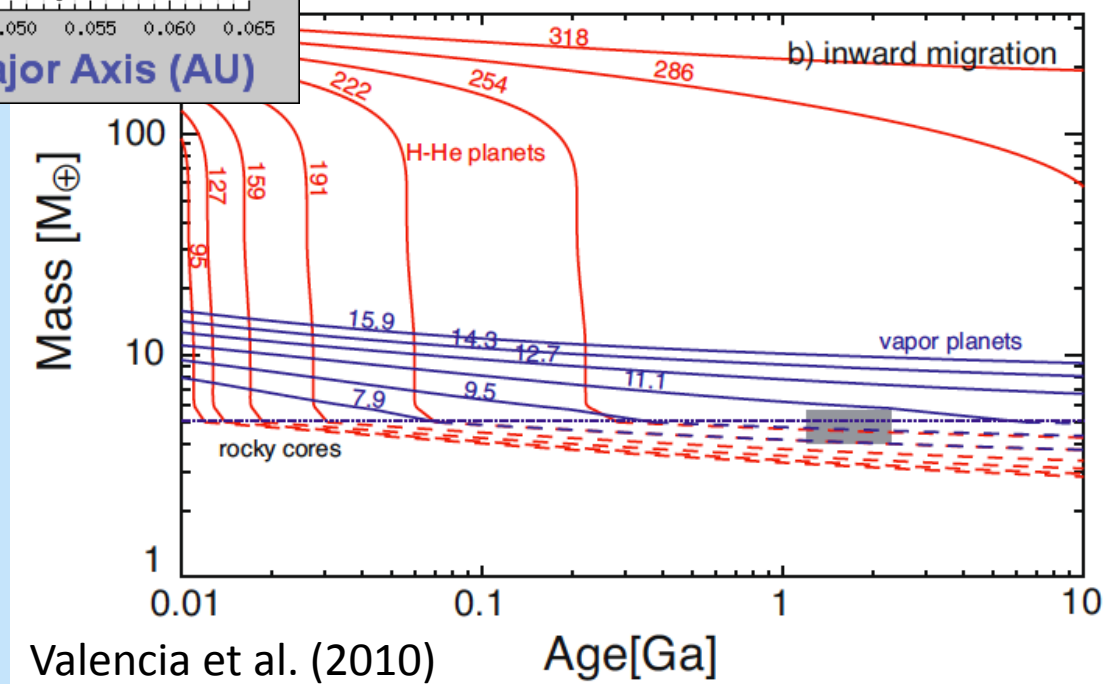 .050 0.055 0.060 0.065
jor Axis (AU)
b) inward migration
318
286
254
222
H-He planets
191
159
127
95
100
10
1
Mass [M⊕]
15.9
14.3
12.7
11.1
9.5
7.9
vapor planets
rocky cores
0.01 0.1 1 10
Age[Ga]
Valencia et al. (2010)